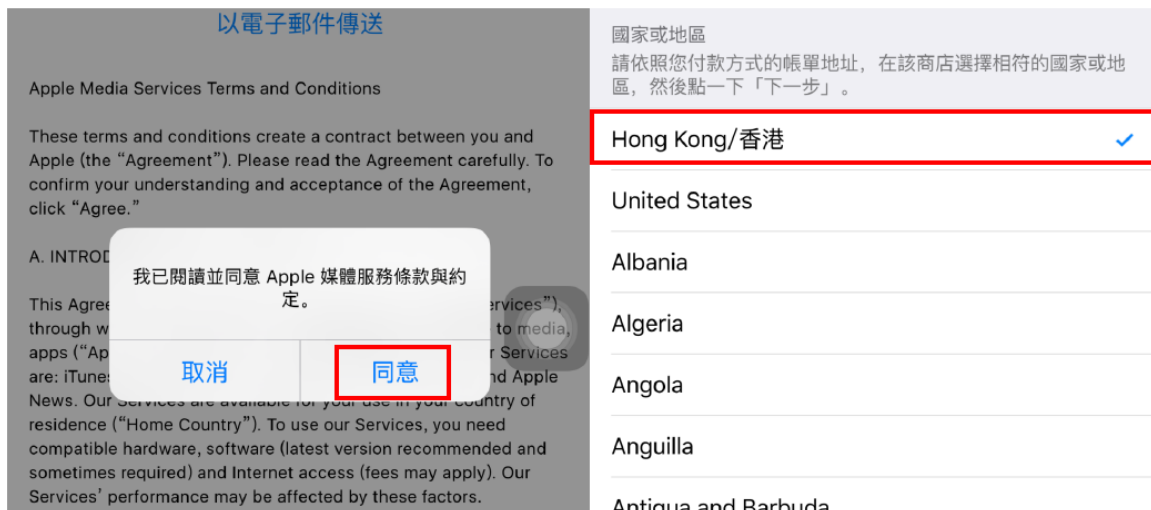 以電子郵件傳送
Apple Media Services Terms and Conditions
These terms and conditions create a contract between you and
Apple (the “Agreement”). Please read the Agreement carefully. To
confirm your understanding and acceptance of the Agreement,
click “Agree.”
A. INTROD
This Agree ervices”),
through w to media,
apps (“Ap r Services
are: iTune nd Apple
News. Our Services are available for your use in your country of
residence (“Home Country”). To use our Services, you need
compatible hardware, software (latest version recommended and
sometimes required) and Internet access (fees may apply). Our
Services’ performance may be affected by these factors.
我已閱讀並同意 Apple 媒體服務條款與約
定。
取消
同意
國家或地區
請依照您付款方式的帳單地址，在該商店選擇相符的國家或地
區，然後點一下「下一步」。
Hong Kong/香港
United States
Albania
Algeria
Angola
Anguilla
Antigua and Barbuda